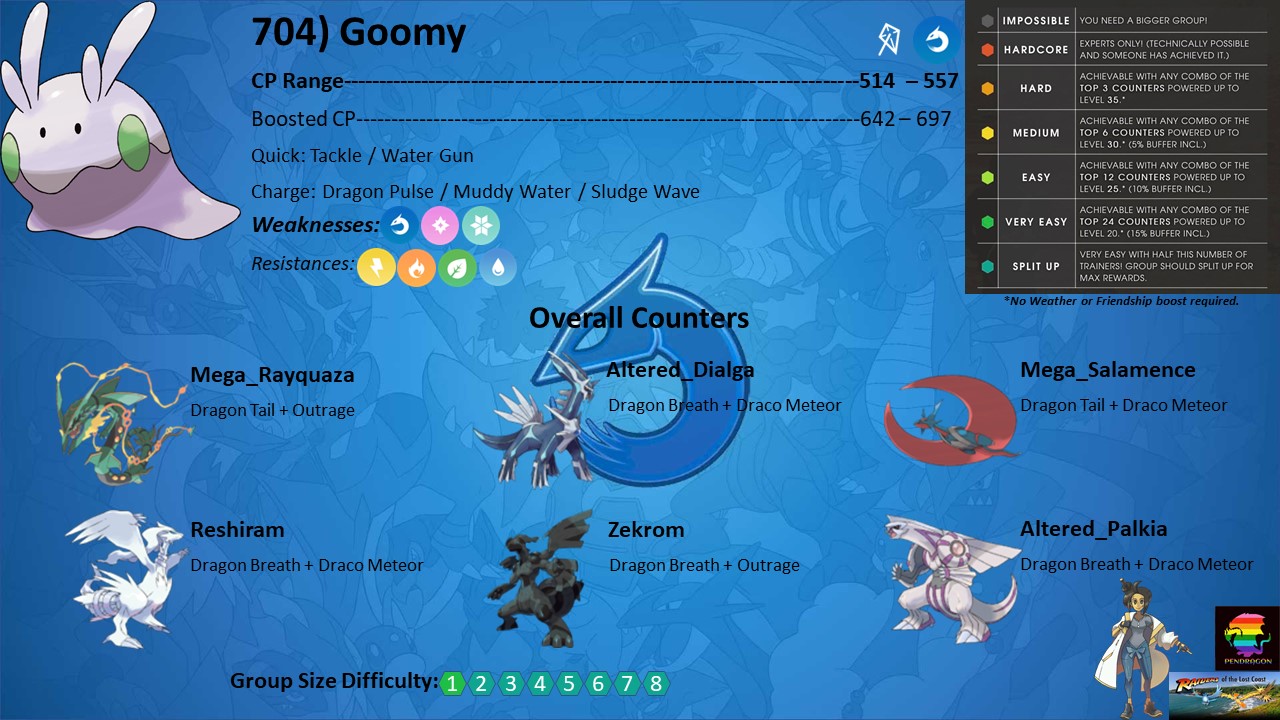 704) Goomy
CP Range---514 – 557
Boosted CP---642 – 697
Quick: Tackle / Water Gun
Charge: Dragon Pulse / Muddy Water / Sludge Wave
Weaknesses:
Resistances:
IMPOSSIBLE YOU NEED A BIGGER GROUP!
HARDCORE EXPERTS ONLY! (TECHNICALLY POSSIBLE
AND SOMEONE HAS ACHIEVED IT.)
HARD ACHIEVABLE WITH ANY COMBO OF THE
TOP 3 COUNTERS POWERED UP TO
LEVEL 35.*
MEDIUM ACHIEVABLE WITH ANY COMBO OF THE
TOP 6 COUNTERS POWERED UP TO
LEVEL 30.* (5% BUFFER INCL.)
EASY ACHIEVABLE WITH ANY COMBO OF THE
TOP 12 COUNTERS POWERED UP TO
LEVEL 25.* (10% BUFFER INCL.)
VERY EASY ACHIEVABLE WITH ANY COMBO OF THE
TOP 24 COUNTERS POWERED UP TO
LEVEL 20.* (15% BUFFER INCL.)
SPLIT UP VERY EASY WITH HALF THIS NUMBER OF
TRAINERS! GROUP SHOULD SPLIT UP FOR
MAX REWARDS.
*No Weather or Friendship boost required.
Overall Counters
Mega_Rayquaza
Dragon Tail + Outrage
Altered_Dialga
Dragon Breath + Draco Meteor
Mega_Salamence
Dragon Tail + Draco Meteor
Reshiram
Dragon Breath + Draco Meteor
Zekrom
Dragon Breath + Outrage
Altered_Palkia
Dragon Breath + Draco Meteor
Group Size Difficulty: 1 2 3 4 5 6 7 8
PENDRAGON
RAIDERS of the Lost Coast